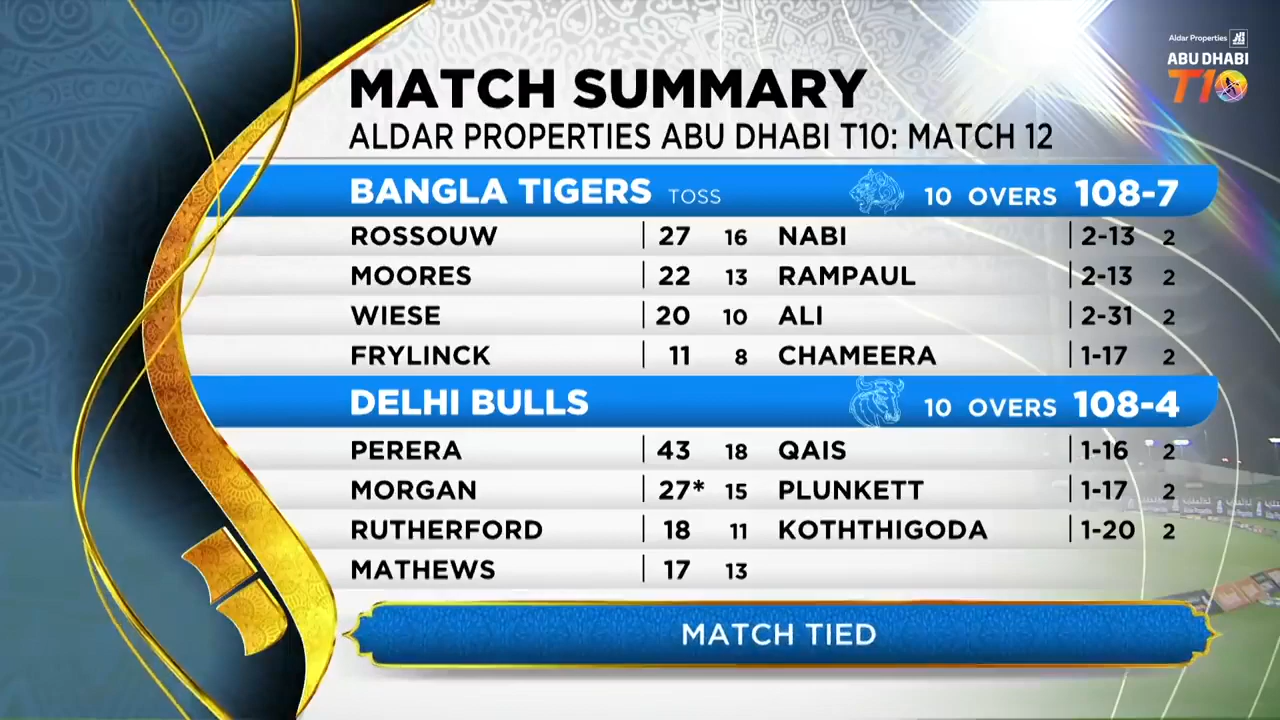 Aldar Properties
ABU DHABI
T10
MATCH SUMMARY
ALDAR PROPERTIES ABU DHABI T10: MATCH 12
BANGLA TIGERS TOSS 10 OVERS 108-7
ROSSOUW 27 16 NABI 2-13 2
MOORES 22 13 RAMPAUL 2-13 2
WIESE 20 10 ALI 2-31 2
FRYLINCK 11 8 CHAMEERA 1-17 2
DELHI BULLS 10 OVERS 108-4
PERERA 43 18 QAIS 1-16 2
MORGAN 27* 15 PLUNKETT 1-17 2
RUTHERFORD 18 11 KOTHTHIGODA 1-20 2
MATHEWS 17 13
MATCH TIED